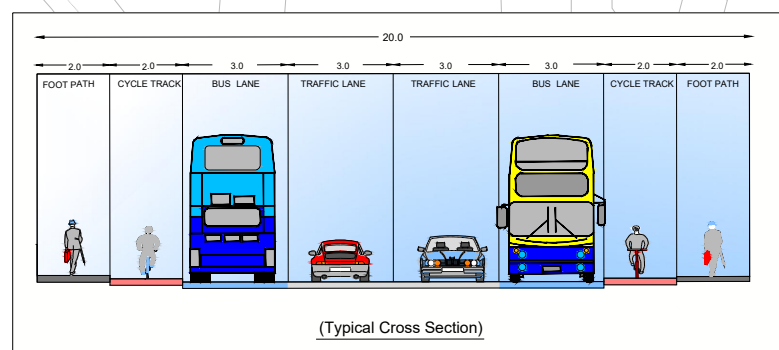 20.0
2.0 2.0 3.0 3.0 3.0 3.0 2.0 2.0
FOOT PATH CYCLE TRACK BUS LANE TRAFFIC LANE TRAFFIC LANE BUS LANE CYCLE TRACK FOOT PATH
(Typical Cross Section)